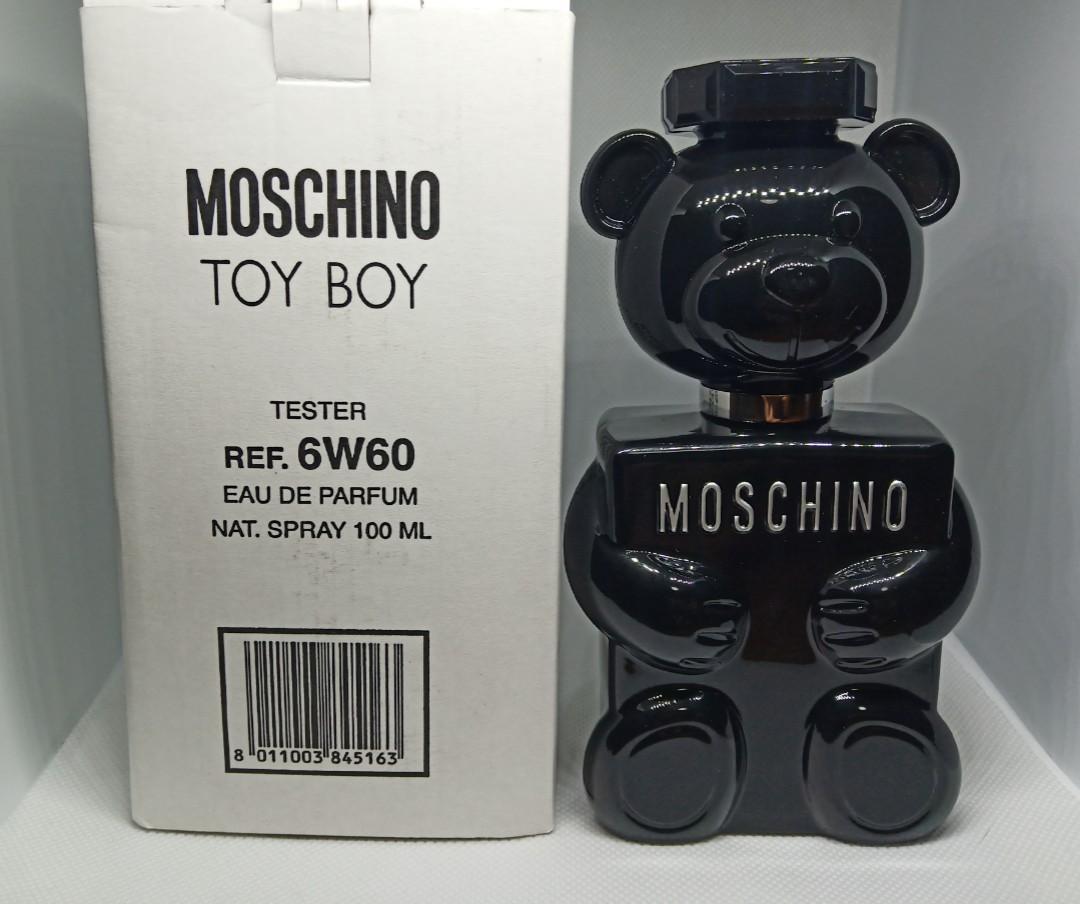 MOSCHINO
TOY BOY
TESTER
REF. 6W60
EAU DE PARFUM
NAT. SPRAY 100 ML
8 011003 845163
MOSCHINO